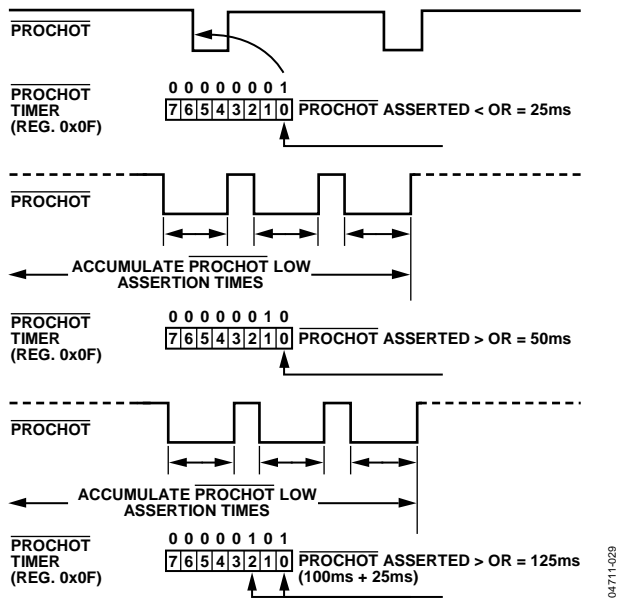 PROCHOT
PROCHOT
TIMER
(REG. 0x0F)
0 0 0 0 0 0 0 1
7 6 5 4 3 2 1 0
PROCHOT ASSERTED < OR = 25ms
PROCHOT
ACCUMULATE PROCHOT LOW
ASSERTION TIMES
PROCHOT
TIMER
(REG. 0x0F)
0 0 0 0 0 0 1 0
7 6 5 4 3 2 1 0
PROCHOT ASSERTED > OR = 50ms
PROCHOT
ACCUMULATE PROCHOT LOW
ASSERTION TIMES
PROCHOT
TIMER
(REG. 0x0F)
0 0 0 0 0 1 0 1
7 6 5 4 3 2 1 0
PROCHOT ASSERTED > OR = 125ms
(100ms + 25ms)
04711-029